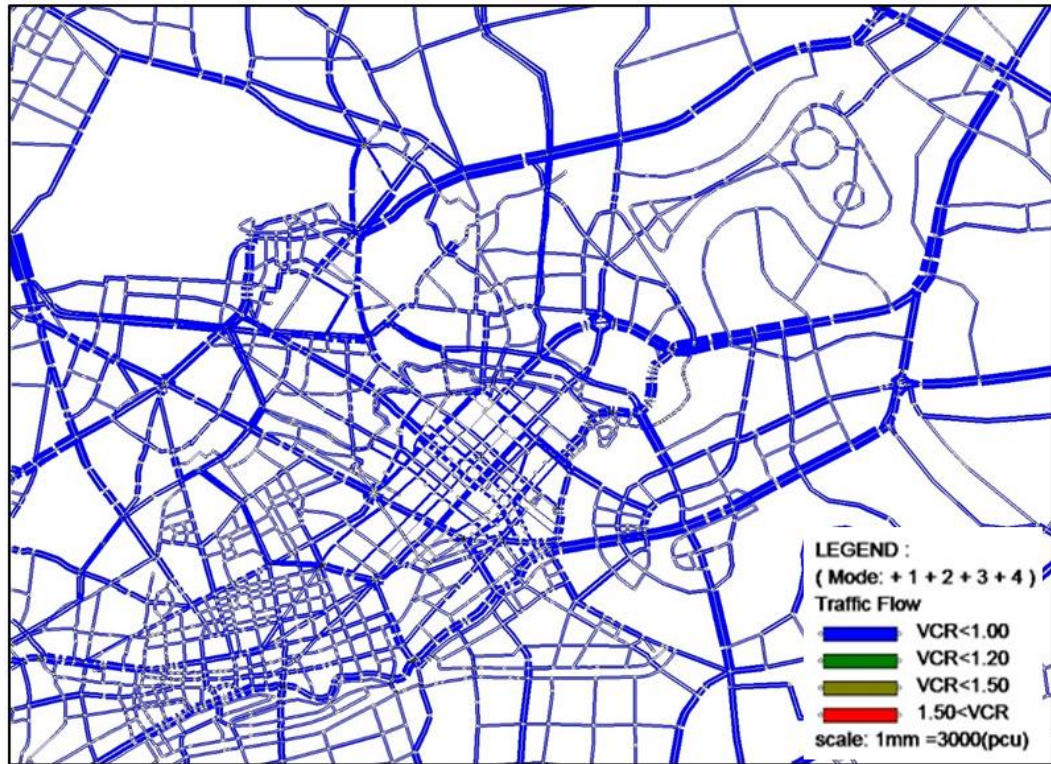 LEGEND :
( Mode: + 1 + 2 + 3 + 4 )
Traffic Flow
VCR<1.00
VCR<1.20
VCR<1.50
1.50<VCR
scale: 1mm =3000(pcu)